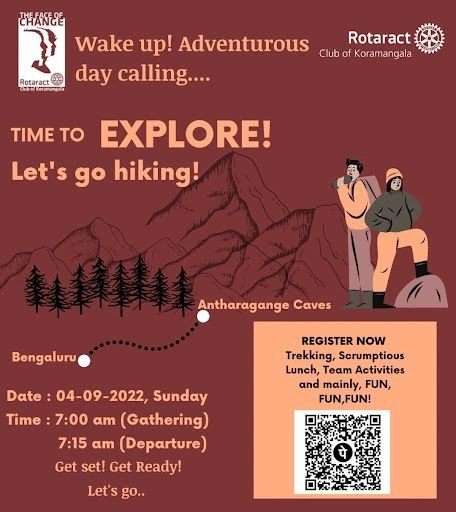 THE FACE OF
CHANGE
Rotaract
Club of Koramangala
Wake up! Adventurous
day calling....
Rotaract
Club of Koramangala
TIME TO EXPLORE!
Let's go hiking!
Antharagange Caves
Bengaluru
Date : 04-09-2022, Sunday
Time : 7:00 am (Gathering)
7:15 am (Departure)
Get set! Get Ready!
Let's go..
REGISTER NOW
Trekking, Scrumptious
Lunch, Team Activities
and mainly, FUN,
FUN,FUN!